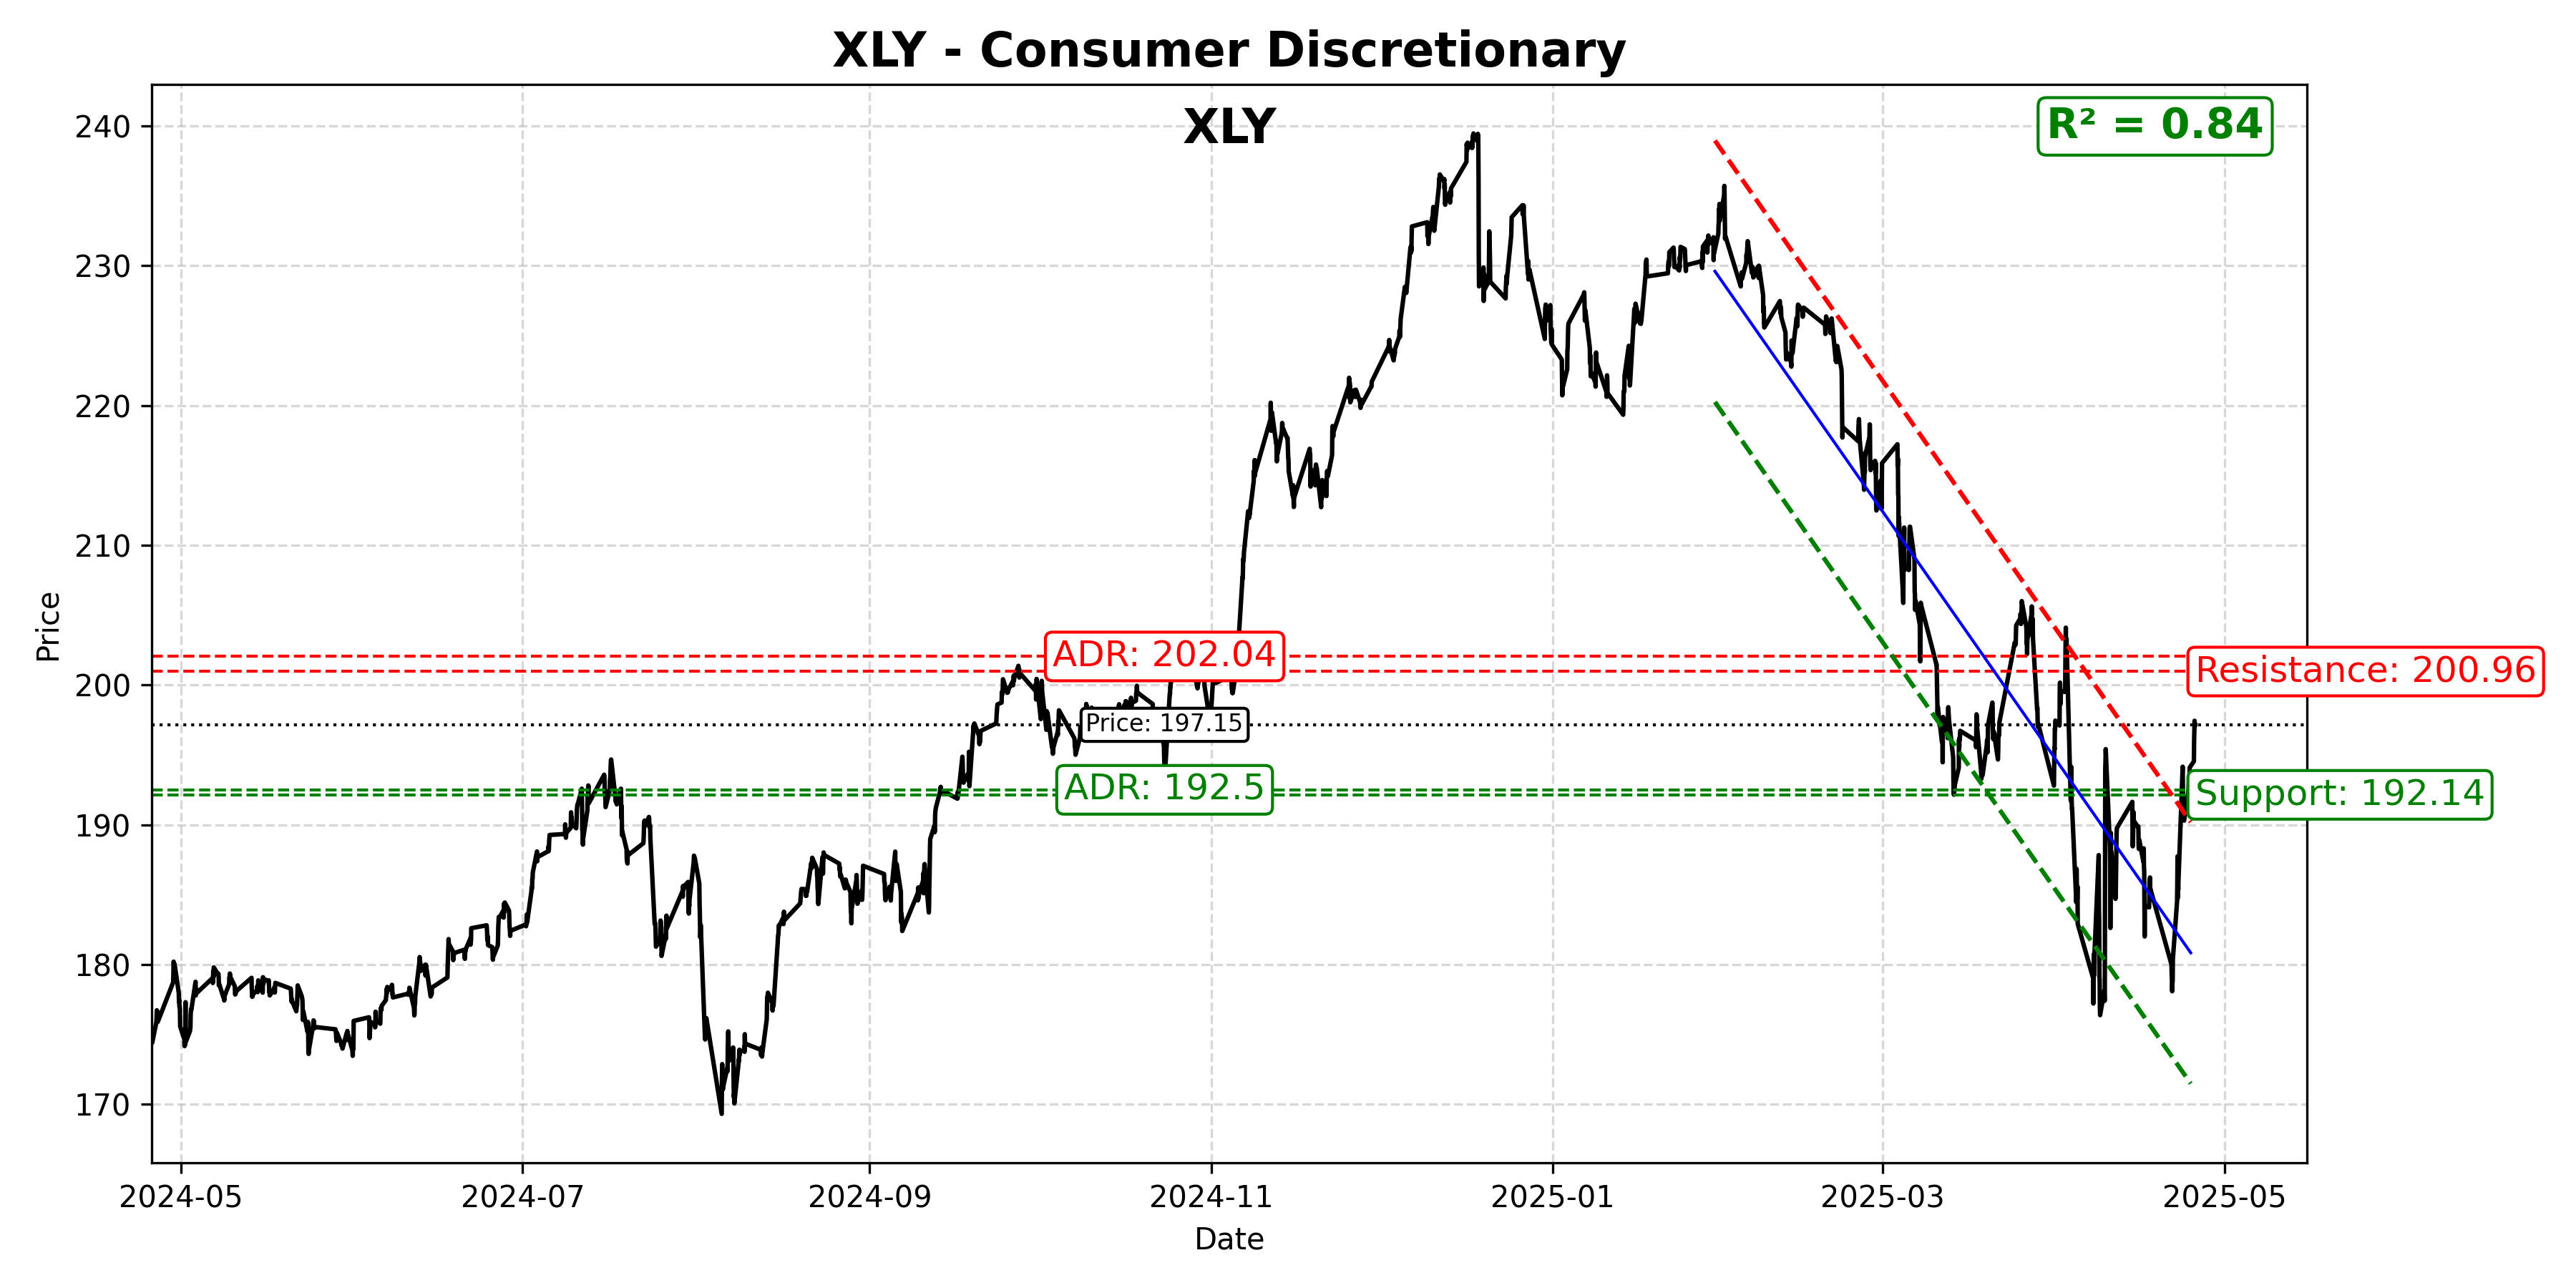 XLY - Consumer Discretionary
XLY
R² = 0.84
240
230
220
210
200
190
180
170
Price
ADR: 202.04
Resistance: 200.96
Price: 197.15
ADR: 192.5
Support: 192.14
2024-05
2024-07
2024-09
2024-11
2025-01
2025-03
2025-05
Date